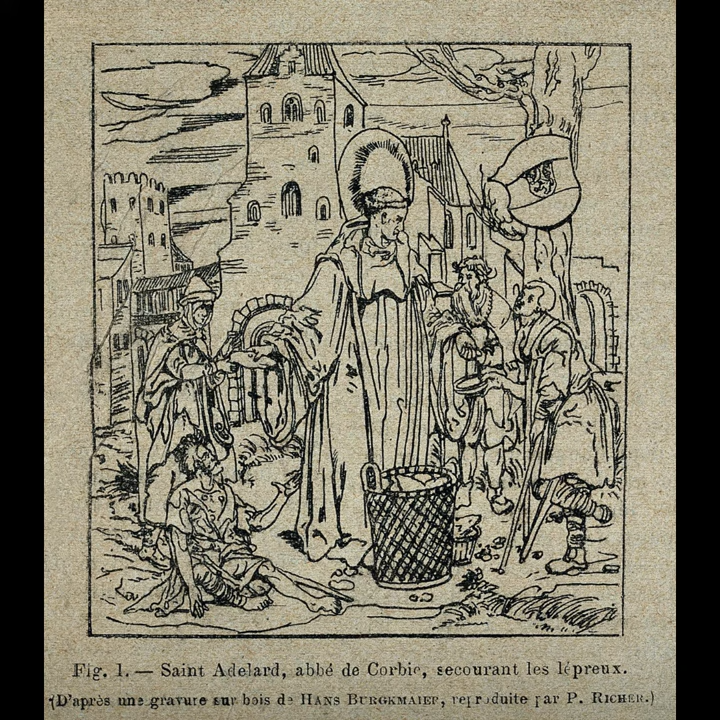 Fig. 1. — Saint Adelard, abbé de Corbie, secourant les lépreux.
(D'après une gravure sur bois de HANS BURGKMAIEF, reproduite par P. RICHER.)